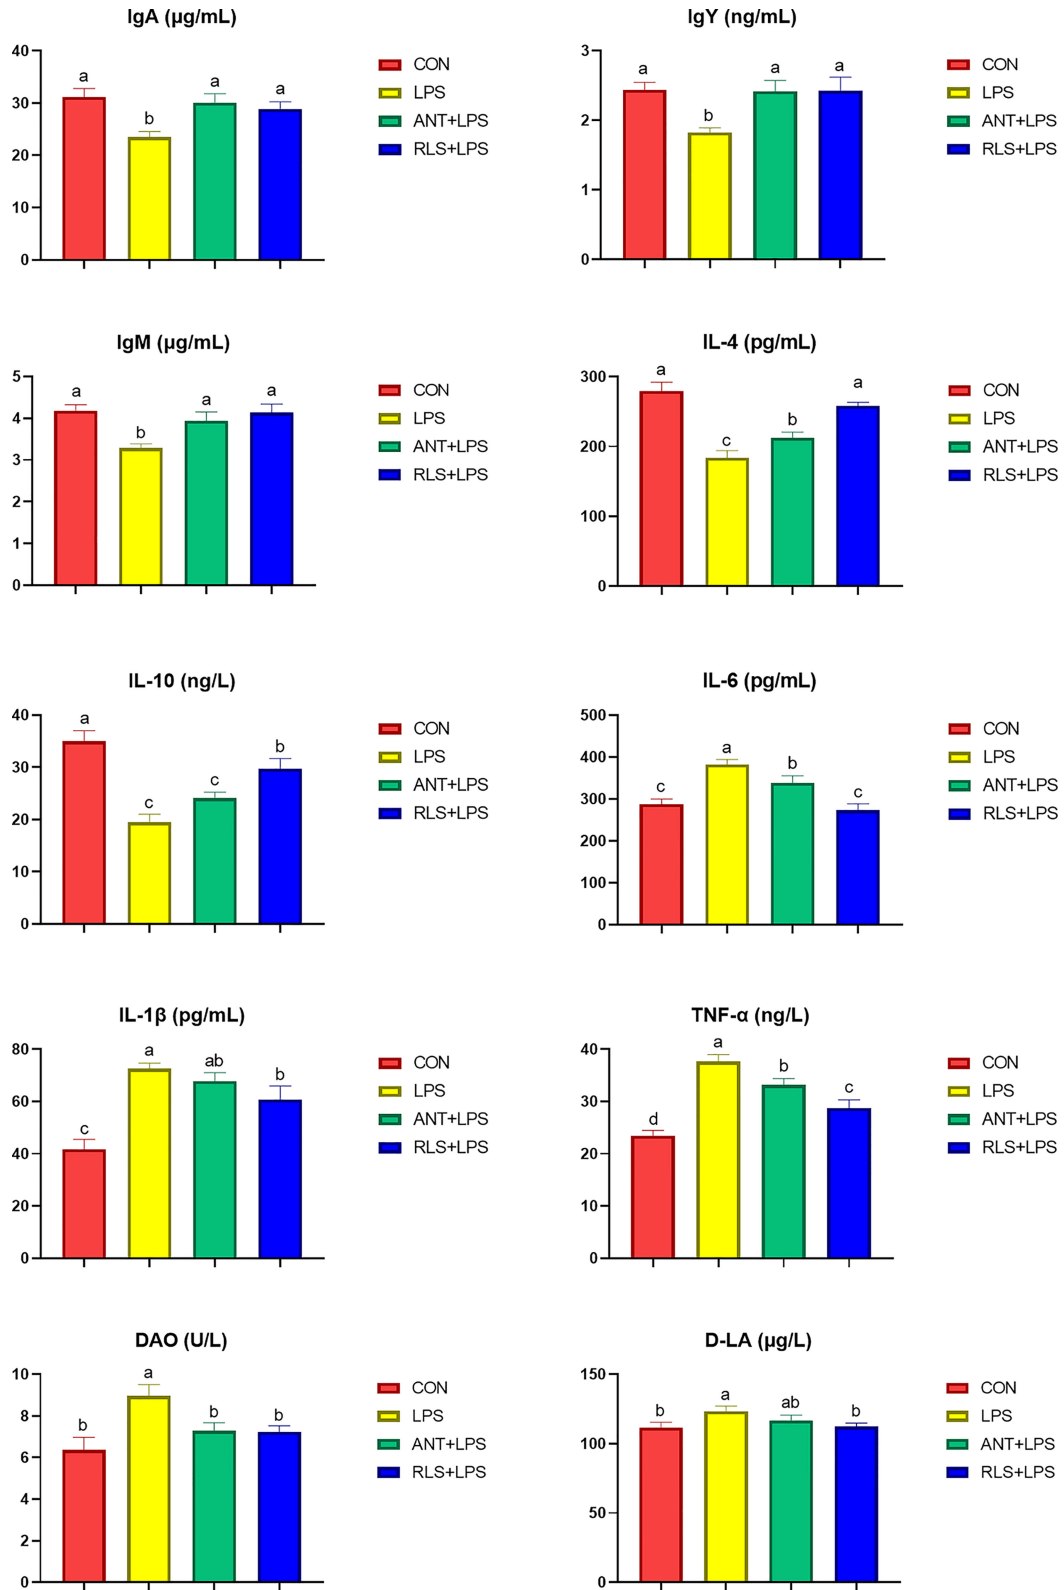 IgA (µg/mL)
40
30
20
10
0
a
b
a
a
CON
LPS
ANT+LPS
RLS+LPS
IgY (ng/mL)
3
2
1
0
a
b
a
a
CON
LPS
ANT+LPS
RLS+LPS
IgM (µg/mL)
5
4
3
2
1
0
a
b
a
a
CON
LPS
ANT+LPS
RLS+LPS
IL-4 (pg/mL)
300
200
100
0
a
c
b
a
CON
LPS
ANT+LPS
RLS+LPS
IL-10 (ng/L)
40
30
20
10
0
a
c
c
b
CON
LPS
ANT+LPS
RLS+LPS
IL-6 (pg/mL)
500
400
300
200
100
0
c
a
b
c
CON
LPS
ANT+LPS
RLS+LPS
IL-1β (pg/mL)
80
60
40
20
0
c
a
ab
b
CON
LPS
ANT+LPS
RLS+LPS
TNF-α (ng/L)
40
30
20
10
0
d
a
b
c
CON
LPS
ANT+LPS
RLS+LPS
DAO (U/L)
10
8
6
4
2
0
b
a
b
b
CON
LPS
ANT+LPS
RLS+LPS
D-LA (µg/L)
150
100
50
0
b
a
ab
b
CON
LPS
ANT+LPS
RLS+LPS